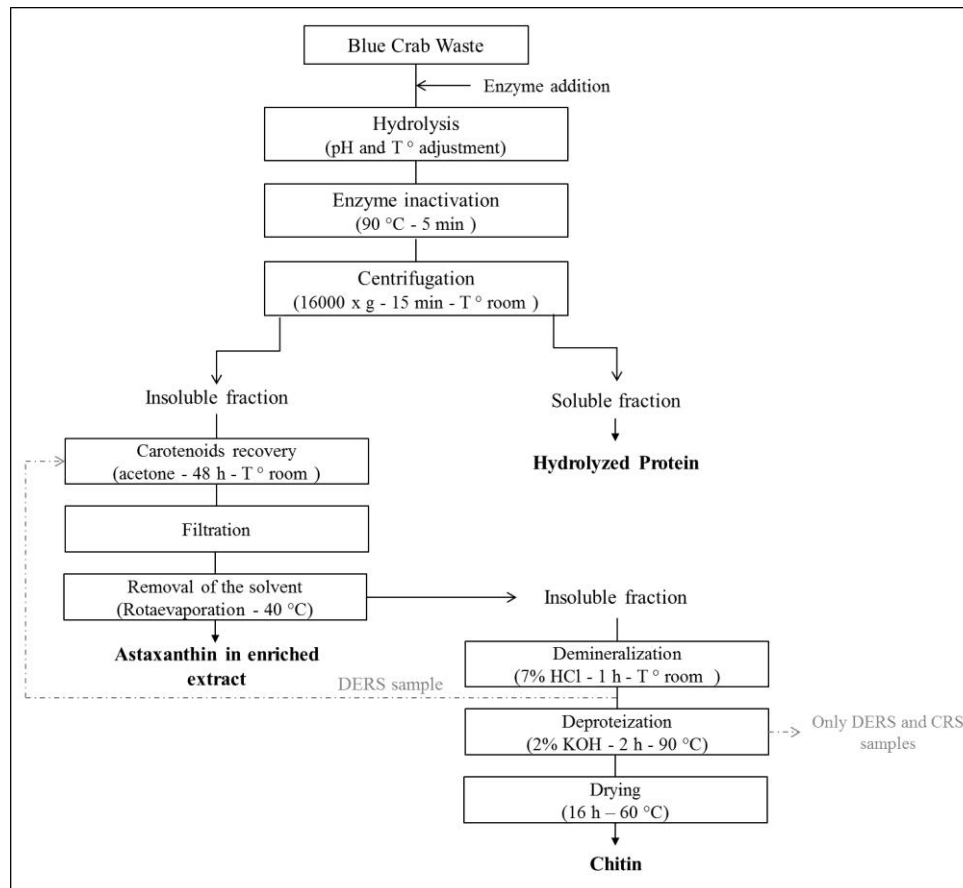 Blue Crab Waste
Enzyme addition
Hydrolysis
(pH and T° adjustment)
Enzyme inactivation
(90 °C - 5 min )
Centrifugation
(16000 x g - 15 min - T° room )
Insoluble fraction
Soluble fraction
Hydrolyzed Protein
Carotenoids recovery
(acetone - 48 h - T° room )
Filtration
Removal of the solvent
(Rotaevaporation - 40 °C)
Insoluble fraction
Astaxanthin in enriched
extract
Demineralization
(7% HCl - 1 h - T° room )
DERS sample
Deproteization
(2% KOH - 2 h - 90 °C)
Only DERS and CRS
samples
Drying
(16 h – 60 °C)
Chitin